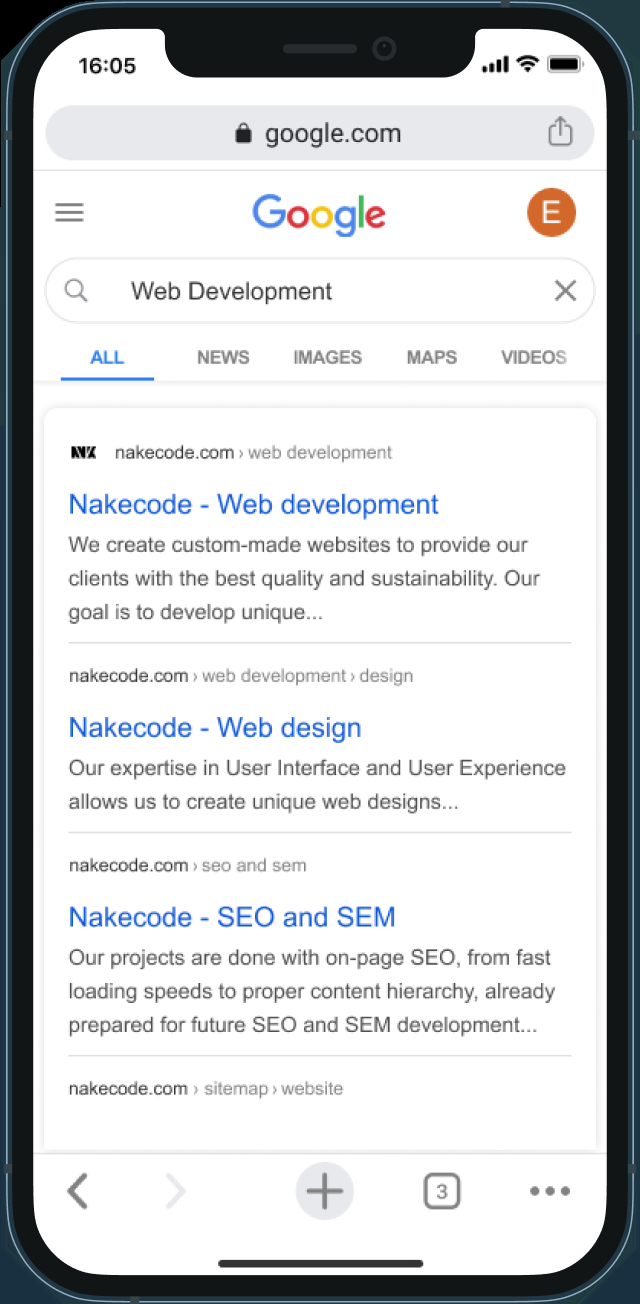 16:05
google.com
Google
E
Web Development
ALL NEWS IMAGES MAPS VIDEOS
NK nakecode.com › web development
Nakecode - Web development
We create custom-made websites to provide our
clients with the best quality and sustainability. Our
goal is to develop unique...
nakecode.com › web development › design
Nakecode - Web design
Our expertise in User Interface and User Experience
allows us to create unique web designs...
nakecode.com › seo and sem
Nakecode - SEO and SEM
Our projects are done with on-page SEO, from fast
loading speeds to proper content hierarchy, already
prepared for future SEO and SEM development...
nakecode.com › sitemap › website
3